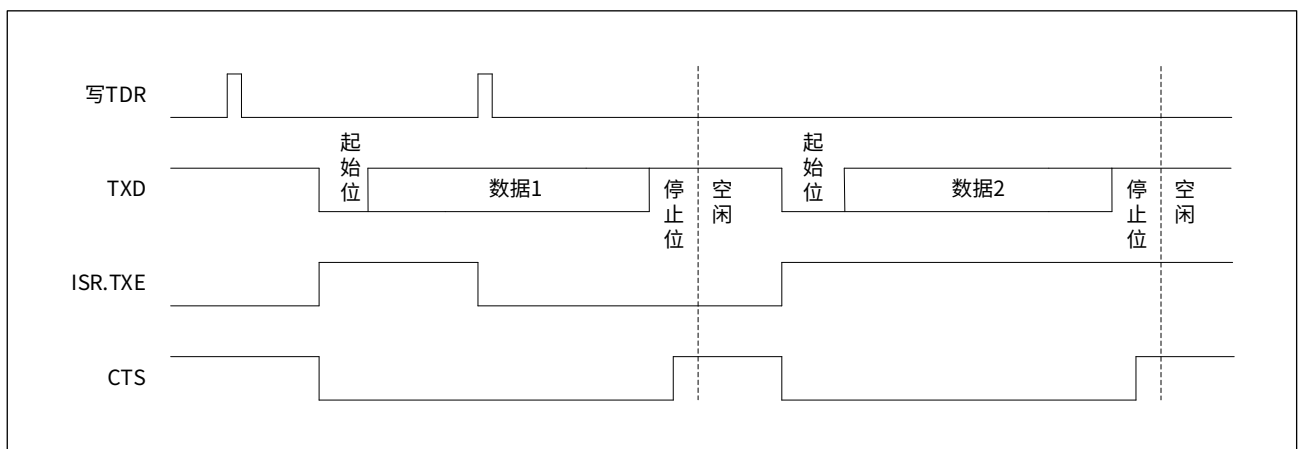 写TDR
TXD
起始位
数据1
停止位
空闲
起始位
数据2
停止位
空闲
ISR.TXE
CTS